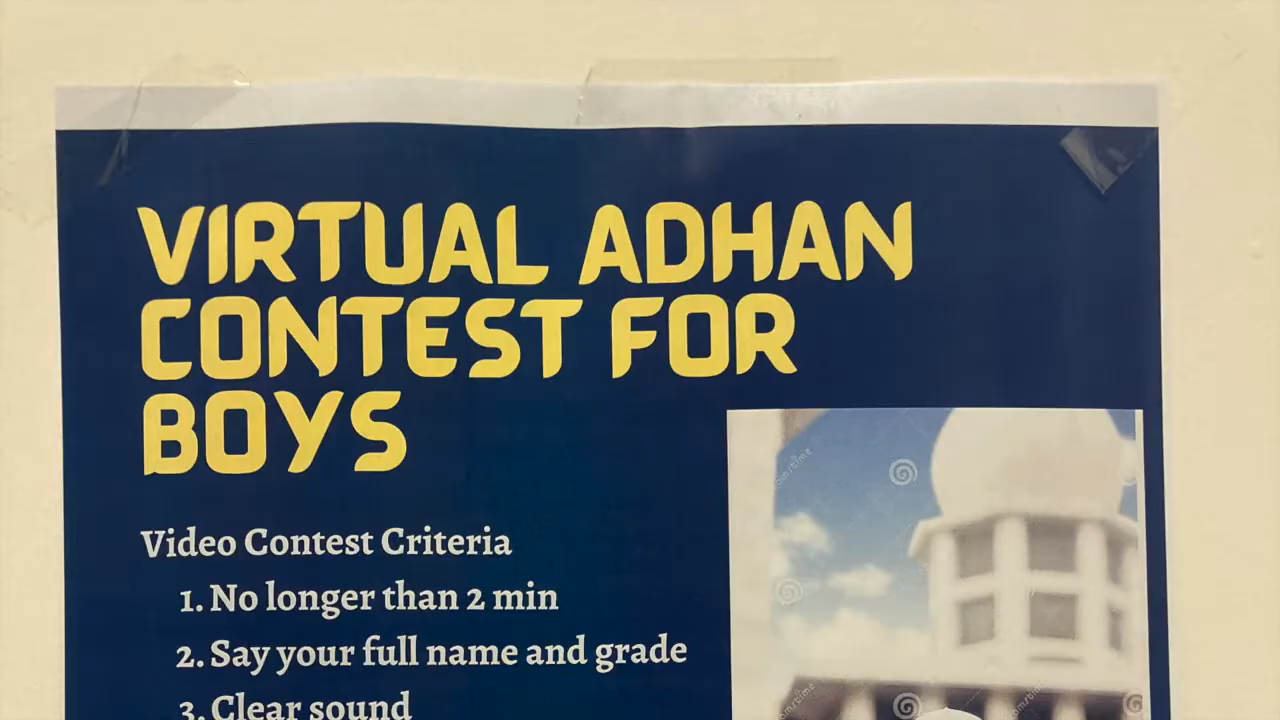 VIRTUAL ADHAN
CONTEST FOR
BOYS
Video Contest Criteria
1. No longer than 2 min
2. Say your full name and grade
3. Clear sound